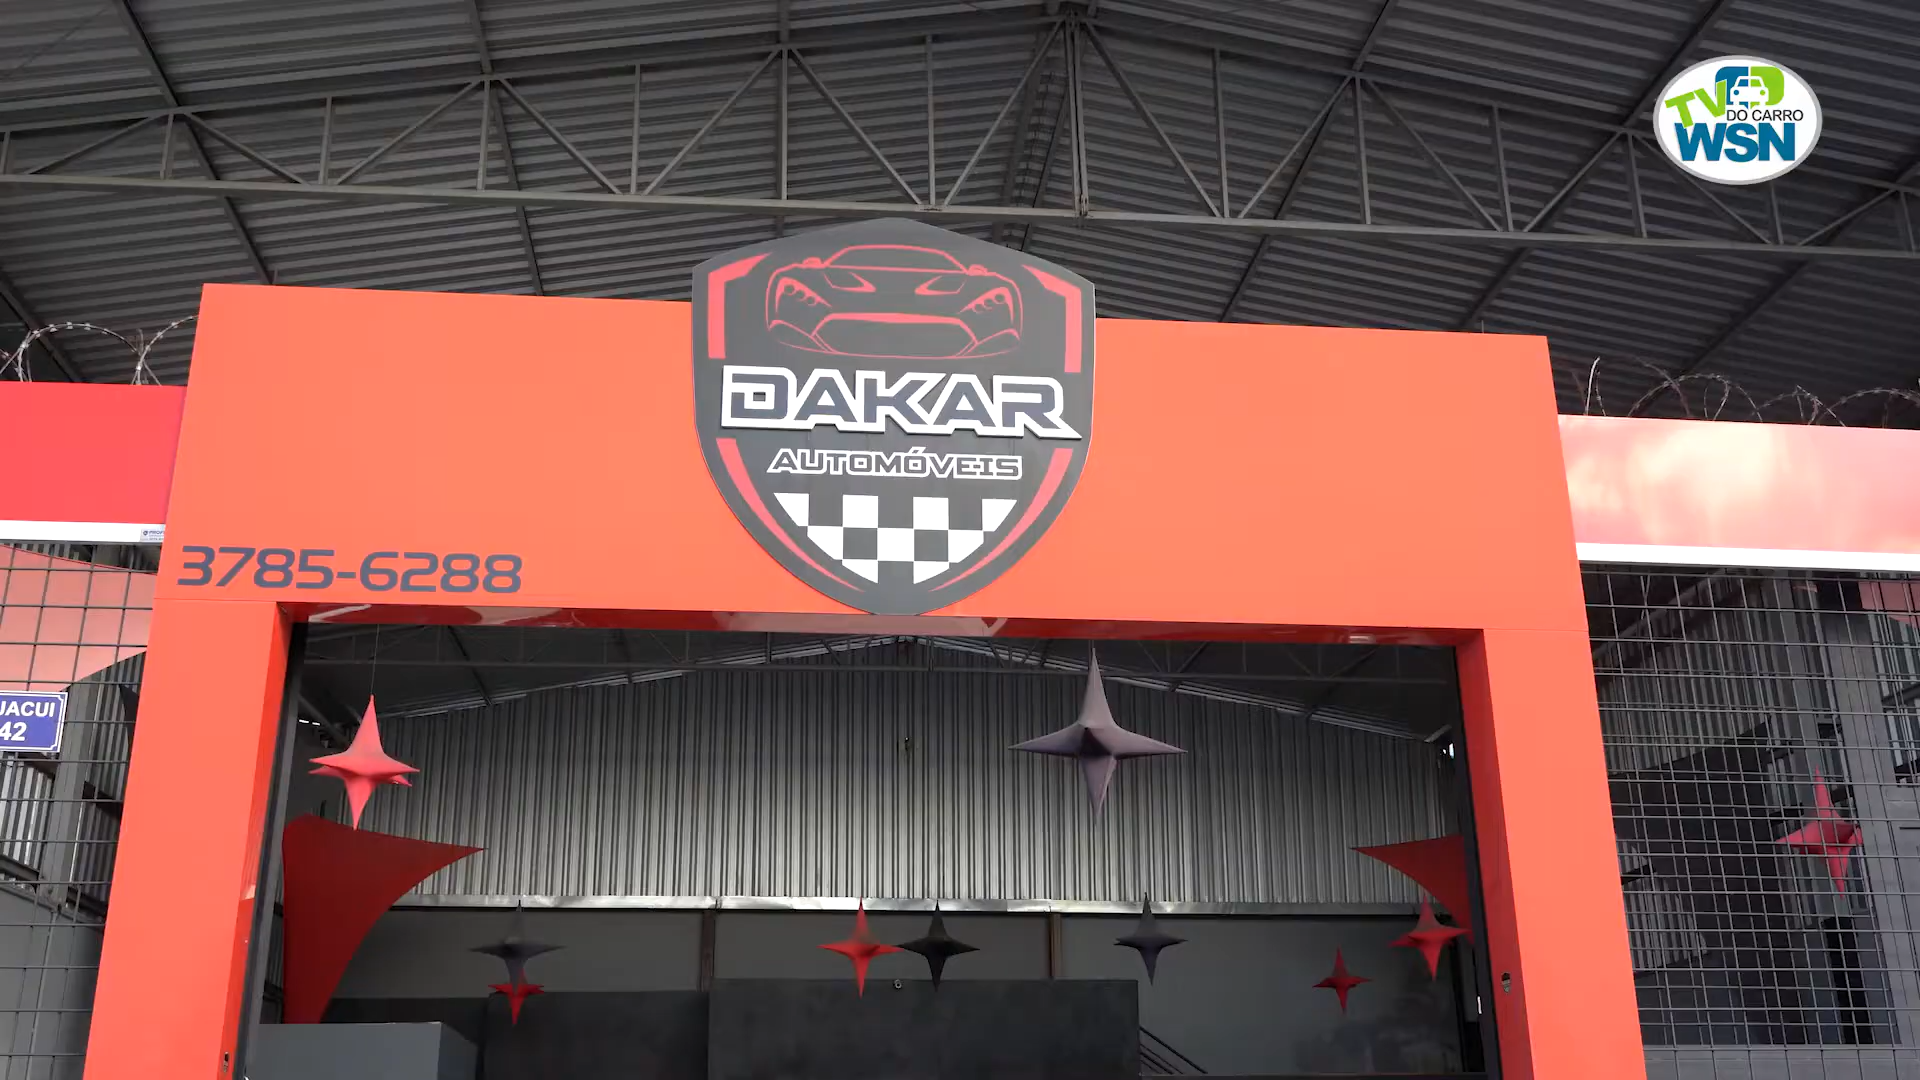 TV
DO CARRO
WSN
DAKAR
AUTOMÓVEIS
3785-6288
JACUI
42